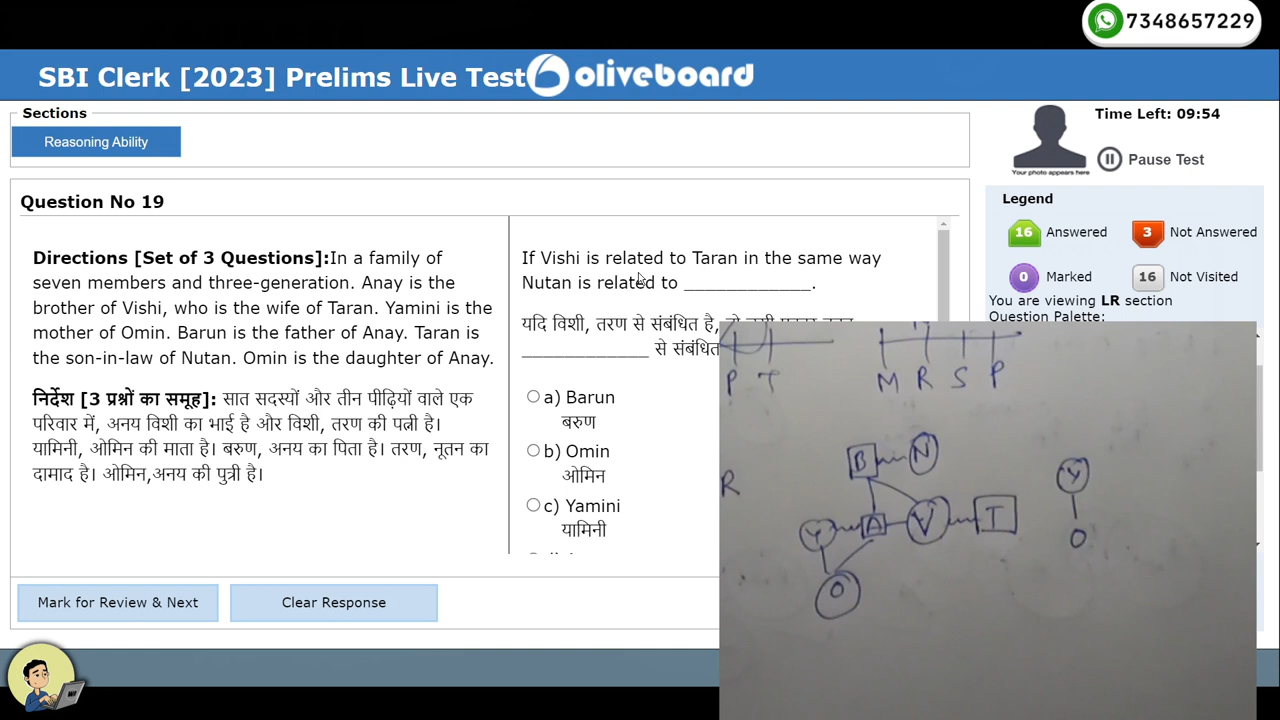 7348657229
SBI Clerk [2023] Prelims Live Test oliveboard
Sections
Reasoning Ability
Time Left: 09:54
Pause Test
Your photo appears here
Question No 19
Legend
16 Answered
3 Not Answered
0 Marked
16 Not Visited
You are viewing LR section
Question Palette:
Directions [Set of 3 Questions]:In a family of
seven members and three-generation. Anay is the
brother of Vishi, who is the wife of Taran. Yamini is the
mother of Omin. Barun is the father of Anay. Taran is
the son-in-law of Nutan. Omin is the daughter of Anay.
निर्देश [3 प्रश्नों का समूह]: सात सदस्यों और तीन पीढ़ियों वाले एक
परिवार में, अनय विशी का भाई है और विशी, तरण की पत्नी है।
यामिनी, ओमिन की माता है। बरुण, अनय का पिता है। तरण, नूतन का
दामाद है। ओमिन,अनय की पुत्री है।
If Vishi is related to Taran in the same way
Nutan is related to ____________.
यदि विशी, तरण से संबंधित है,
____________ से संबंधित
a) Barun
बरुण
b) Omin
ओमिन
c) Yamini
यामिनी
Mark for Review & Next
Clear Response
P T
M R S P
R
B N
Y A V T
O
Y
O